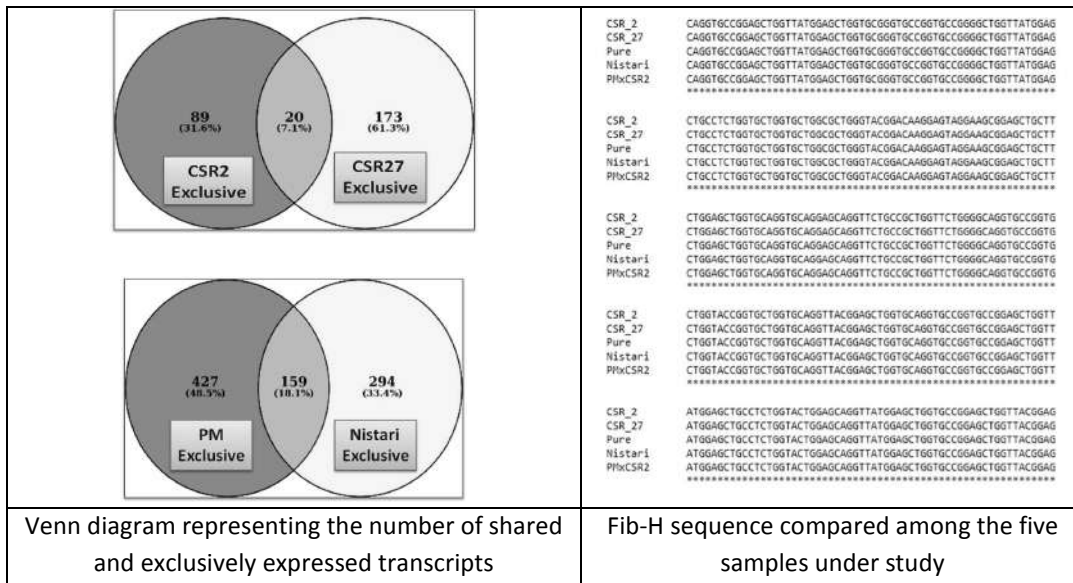 89
(31.6%)
20
(7.1%)
173
(61.3%)
CSR2
Exclusive
CSR27
Exclusive
427
(48.5%)
159
(18.1%)
294
(33.4%)
PM
Exclusive
Nistari
Exclusive
Venn diagram representing the number of shared
and exclusively expressed transcripts
CSR_2 CAGGTGCCGGAGCTGGTTATGGAGCTGGTGCGGGTGCCGGTGCCGGGGCTGGTTATGGAG
CSR_27 CAGGTGCCGGAGCTGGTTATGGAGCTGGTGCGGGTGCCGGTGCCGGGGCTGGTTATGGAG
Pure CAGGTGCCGGAGCTGGTTATGGAGCTGGTGCGGGTGCCGGTGCCGGGGCTGGTTATGGAG
Nistari CAGGTGCCGGAGCTGGTTATGGAGCTGGTGCGGGTGCCGGTGCCGGGGCTGGTTATGGAG
PMxCSR2 CAGGTGCCGGAGCTGGTTATGGAGCTGGTGCGGGTGCCGGTGCCGGGGCTGGTTATGGAG
************************************************************
CSR_2 CTGCCTCTGGTGCTGGTGCTGGCGCTGGGTACGGACAAGGAGTAGGAAGCGGAGCTGCTT
CSR_27 CTGCCTCTGGTGCTGGTGCTGGCGCTGGGTACGGACAAGGAGTAGGAAGCGGAGCTGCTT
Pure CTGCCTCTGGTGCTGGTGCTGGCGCTGGGTACGGACAAGGAGTAGGAAGCGGAGCTGCTT
Nistari CTGCCTCTGGTGCTGGTGCTGGCGCTGGGTACGGACAAGGAGTAGGAAGCGGAGCTGCTT
PMxCSR2 CTGCCTCTGGTGCTGGTGCTGGCGCTGGGTACGGACAAGGAGTAGGAAGCGGAGCTGCTT
************************************************************
CSR_2 CTGGAGCTGGTGCAGGTGCAGGAGCAGGTTCTGCCGCTGGTTCTGGGGCAGGTGCCGGTG
CSR_27 CTGGAGCTGGTGCAGGTGCAGGAGCAGGTTCTGCCGCTGGTTCTGGGGCAGGTGCCGGTG
Pure CTGGAGCTGGTGCAGGTGCAGGAGCAGGTTCTGCCGCTGGTTCTGGGGCAGGTGCCGGTG
Nistari CTGGAGCTGGTGCAGGTGCAGGAGCAGGTTCTGCCGCTGGTTCTGGGGCAGGTGCCGGTG
PMxCSR2 CTGGAGCTGGTGCAGGTGCAGGAGCAGGTTCTGCCGCTGGTTCTGGGGCAGGTGCCGGTG
************************************************************
CSR_2 CTGGTACCGGTGCTGGTGCAGGTTACGGAGCTGGTGCAGGTGCCGGTGCCGGAGCTGGTT
CSR_27 CTGGTACCGGTGCTGGTGCAGGTTACGGAGCTGGTGCAGGTGCCGGTGCCGGAGCTGGTT
Pure CTGGTACCGGTGCTGGTGCAGGTTACGGAGCTGGTGCAGGTGCCGGTGCCGGAGCTGGTT
Nistari CTGGTACCGGTGCTGGTGCAGGTTACGGAGCTGGTGCAGGTGCCGGTGCCGGAGCTGGTT
PMxCSR2 CTGGTACCGGTGCTGGTGCAGGTTACGGAGCTGGTGCAGGTGCCGGTGCCGGAGCTGGTT
************************************************************
CSR_2 ATGGAGCTGCCTCTGGTACTGGAGCAGGTTATGGAGCTGGTGCCGGAGCTGGTTACGGAG
CSR_27 ATGGAGCTGCCTCTGGTACTGGAGCAGGTTATGGAGCTGGTGCCGGAGCTGGTTACGGAG
Pure ATGGAGCTGCCTCTGGTACTGGAGCAGGTTATGGAGCTGGTGCCGGAGCTGGTTACGGAG
Nistari ATGGAGCTGCCTCTGGTACTGGAGCAGGTTATGGAGCTGGTGCCGGAGCTGGTTACGGAG
PMxCSR2 ATGGAGCTGCCTCTGGTACTGGAGCAGGTTATGGAGCTGGTGCCGGAGCTGGTTACGGAG
************************************************************
Fib-H sequence compared among the five
samples under study